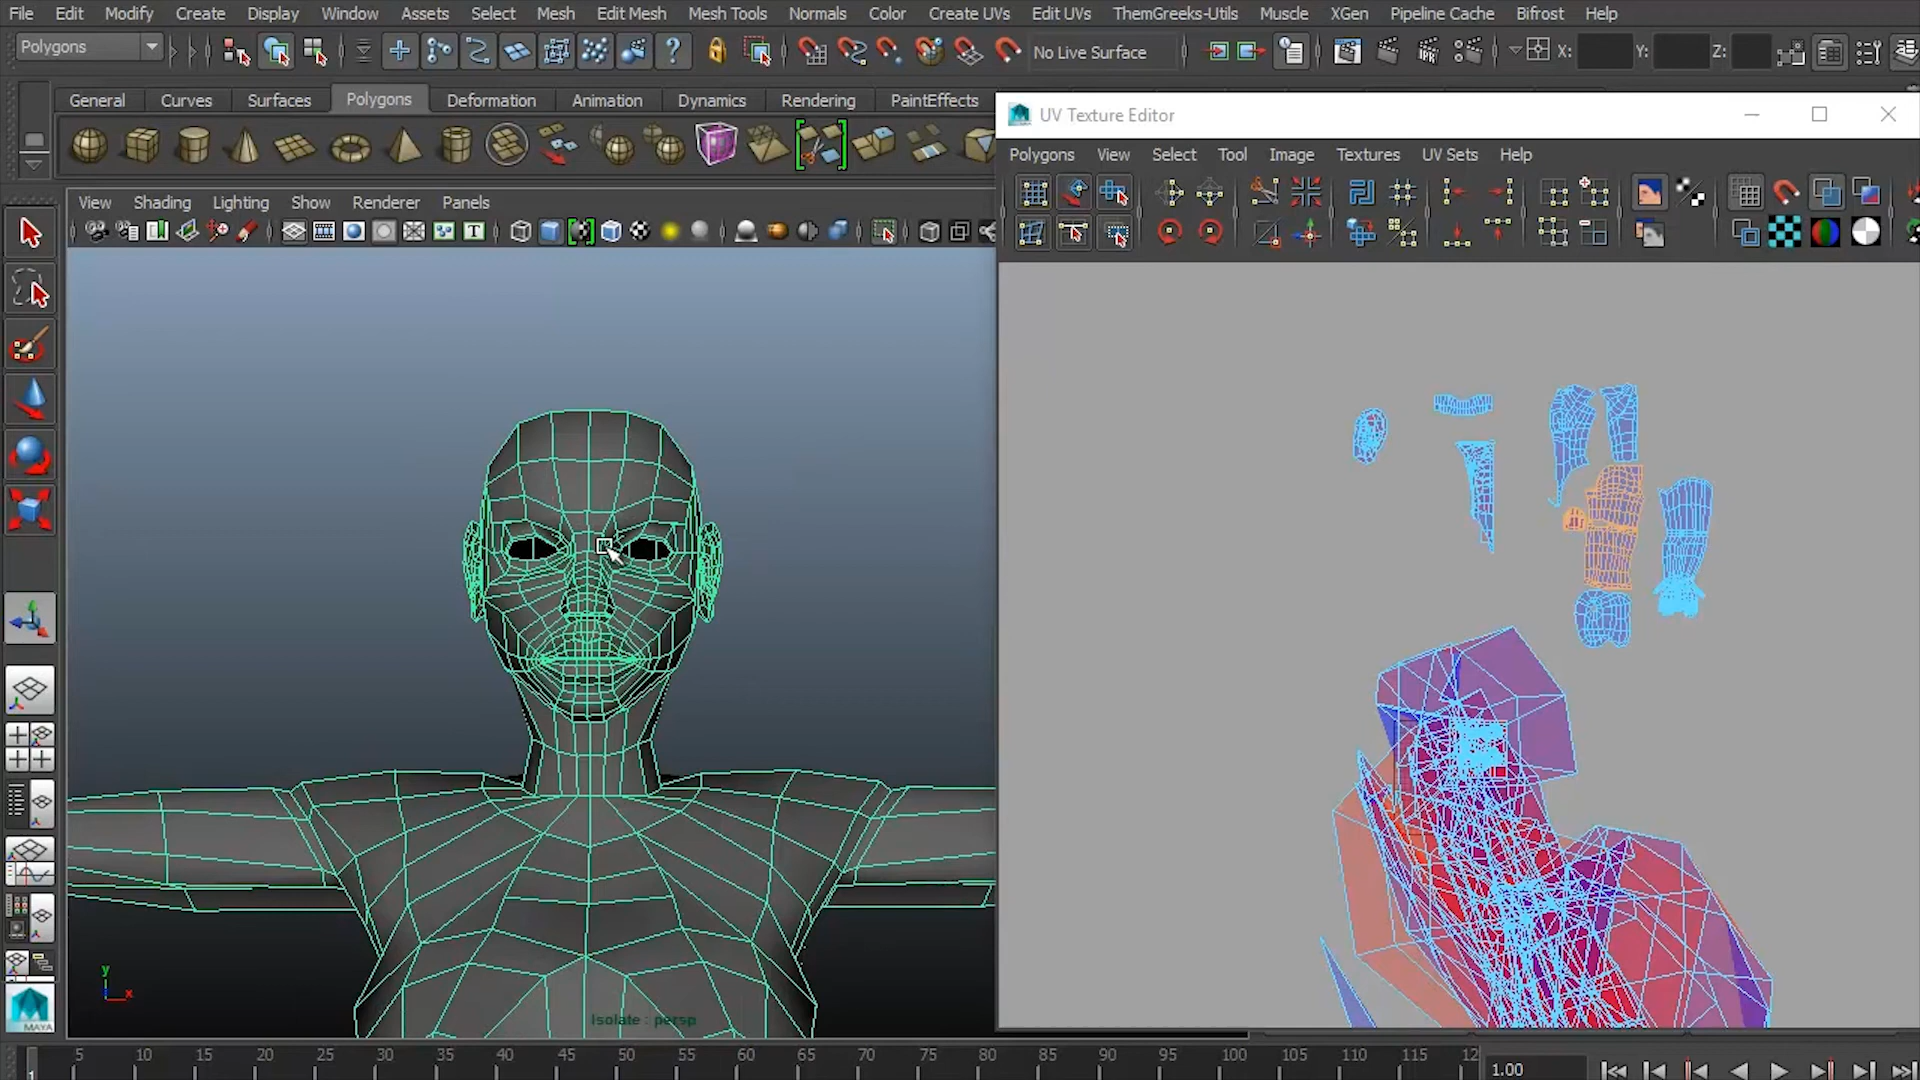 File Edit Modify Create Display Window Assets Select Mesh Edit Mesh Mesh Tools Normals Color Create UVs Edit UVs ThemGreeks-Utils Muscle XGen Pipeline Cache Bifrost Help
Polygons No Live Surface X: Y: Z:
General Curves Surfaces Polygons Deformation Animation Dynamics Rendering PaintEffects
UV Texture Editor
Polygons View Select Tool Image Textures UV Sets Help
View Shading Lighting Show Renderer Panels
y
x
Isolate : persp
MAYA
5 10 15 20 25 30 35 40 45 50 55 60 65 70 75 80 85 90 95 100 105 110 115 12
1 1.00